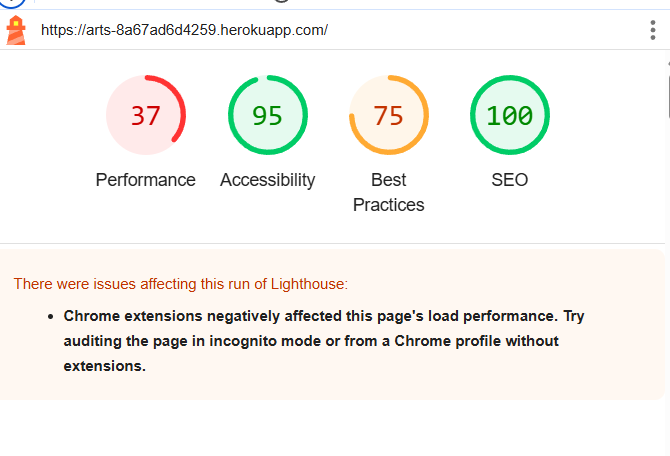 https://arts-8a67ad6d4259.herokuapp.com/
37
95
75
100
Performance
Accessibility
Best
Practices
SEO
There were issues affecting this run of Lighthouse:
• Chrome extensions negatively affected this page's load performance. Try
auditing the page in incognito mode or from a Chrome profile without
extensions.